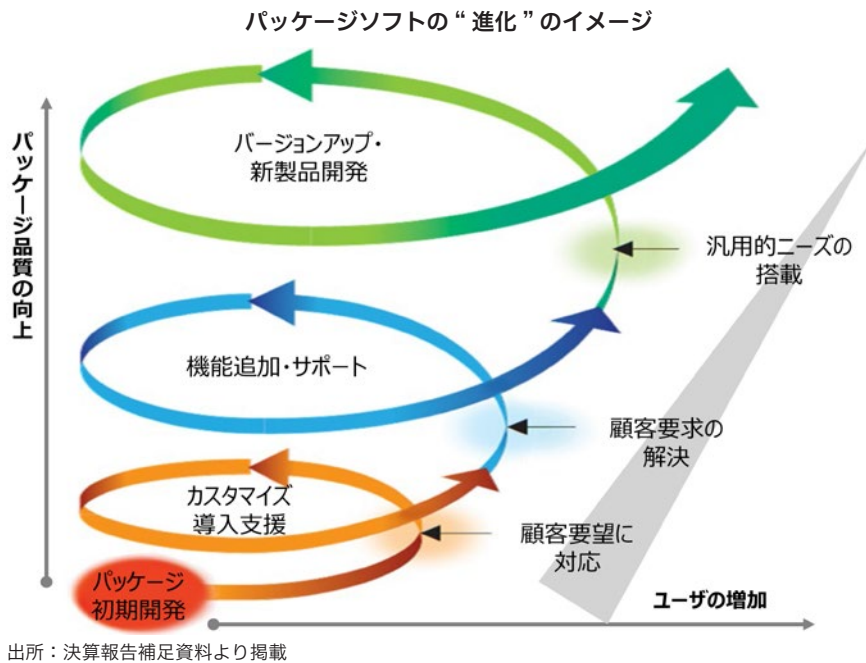 パッケージソフトの“進化”のイメージ
パッケージ品質の向上
バージョンアップ・
新製品開発
汎用的ニーズの
搭載
機能追加・サポート
顧客要求の
解決
カスタマイズ
導入支援
顧客要望に
対応
パッケージ
初期開発
ユーザの増加
出所：決算報告補足資料より掲載